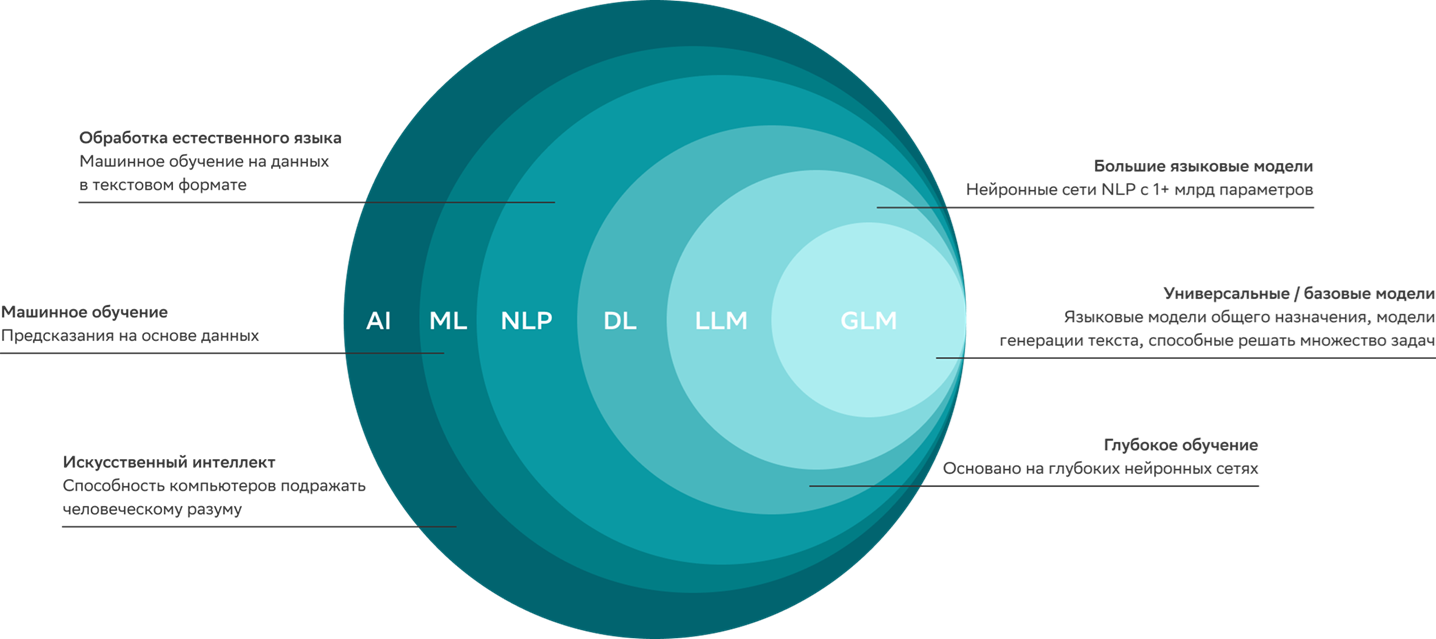 Обработка естественного языка
Машинное обучение на данных
в текстовом формате
Машинное обучение
Предсказания на основе данных
Искусственный интеллект
Способность компьютеров подражать
человеческому разуму
AI ML NLP DL LLM GLM
Большие языковые модели
Нейронные сети NLP с 1+ млрд параметров
Универсальные / базовые модели
Языковые модели общего назначения, модели
генерации текста, способные решать множество задач
Глубокое обучение
Основано на глубоких нейронных сетях